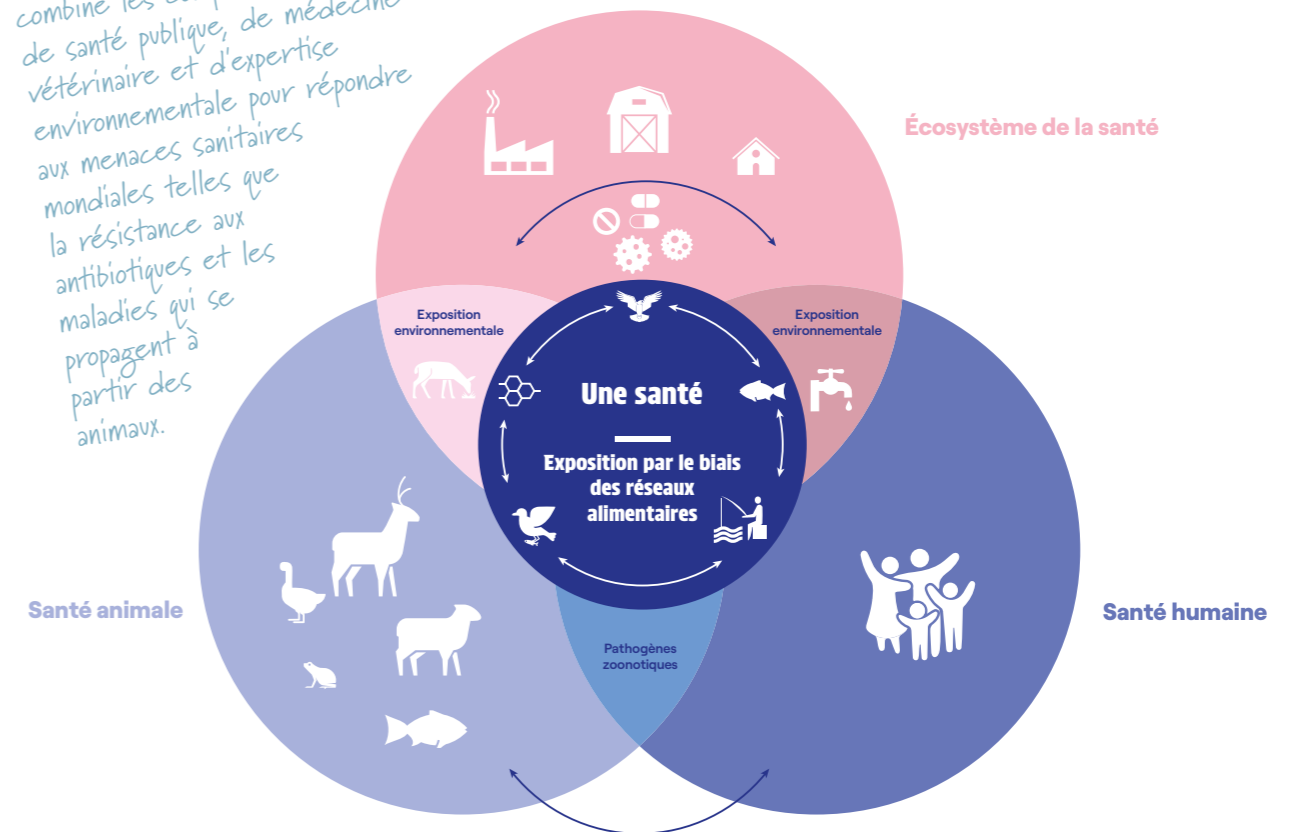 combine les
de santé publique, de médecine
vétérinaire et d'expertise
environnementale pour répondre
aux menaces sanitaires
mondiales telles que
la résistance aux
antibiotiques et les
maladies qui se
propagent à
partir des
animaux.
Écosystème de la santé
Exposition
environnementale
Exposition
environnementale
Une santé
Exposition par le biais
des réseaux
alimentaires
Santé animale
Santé humaine
Pathogènes
zoonotiques